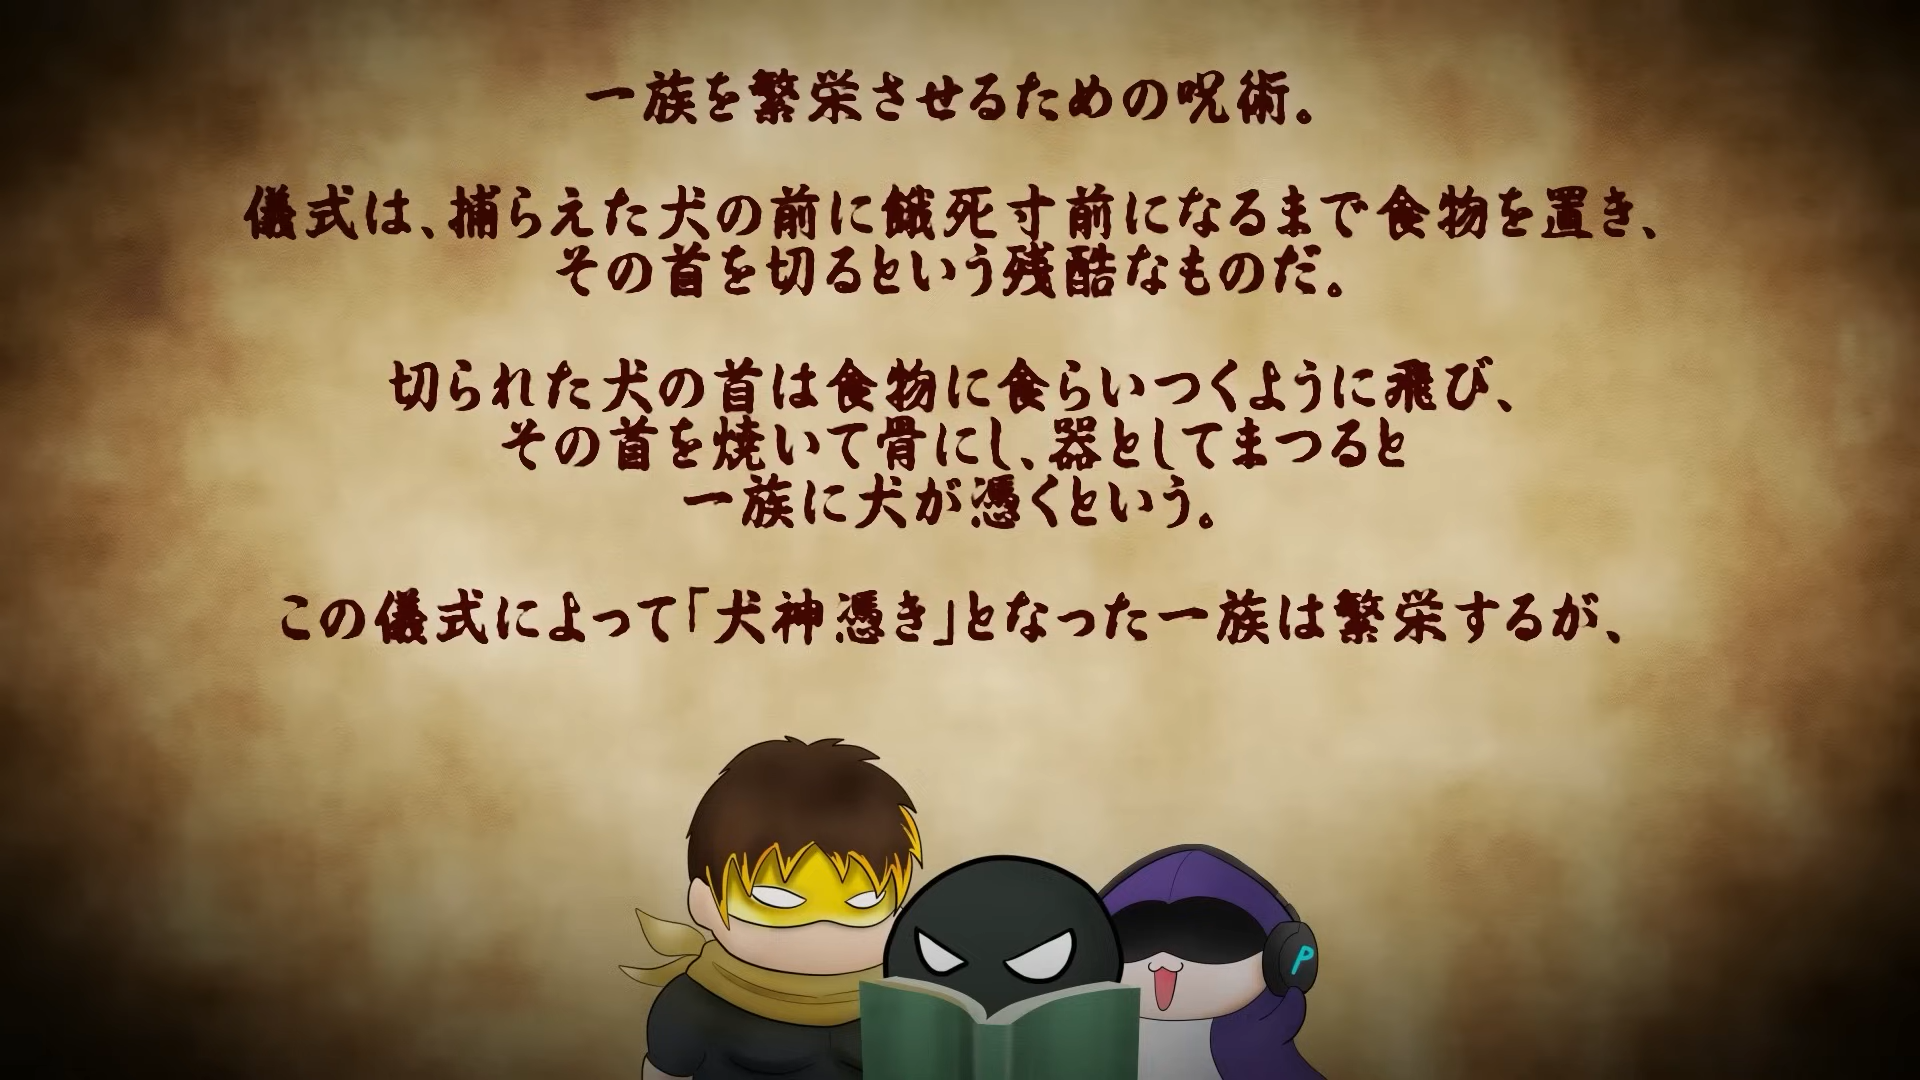 一族を繁栄させるための呪術。
儀式は、捕らえた犬の前に餓死寸前になるまで食物を置き、
その首を切るという残酷なものだ。
切られた犬の首は食物に食らいつくように飛び、
その首を焼いて骨にし、器としてまつると
一族に犬が憑くという。
この儀式によって「犬神憑き」となった一族は繁栄するが、
P